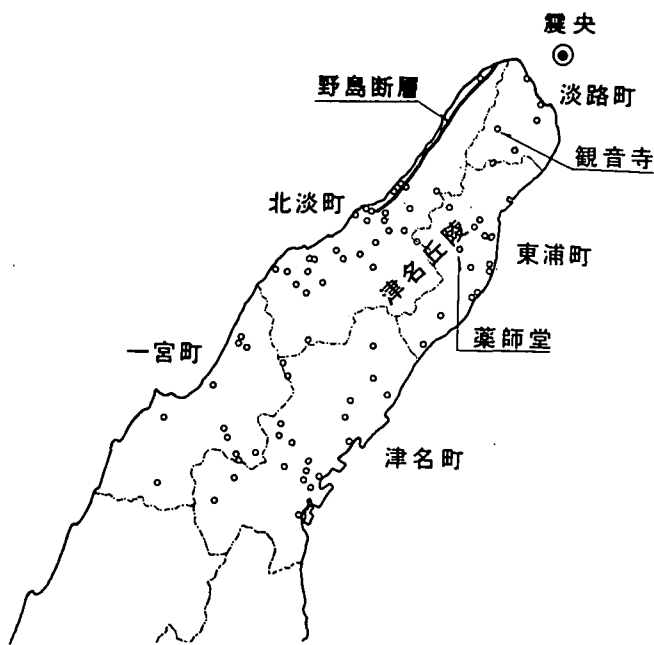 震央
野島断層
淡路町
観音寺
北淡町
津名丘陵
東浦町
薬師堂
一宮町
津名町